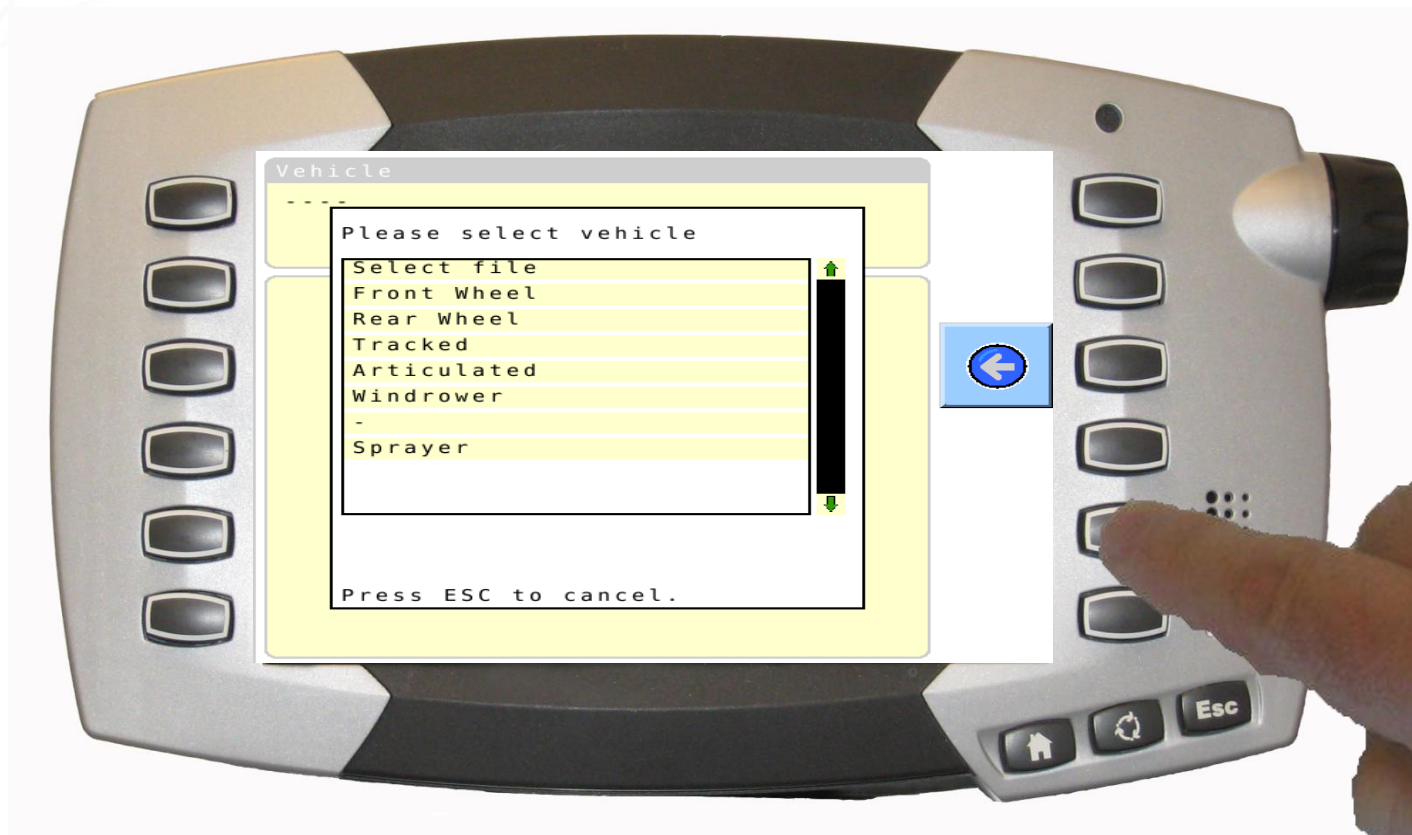 Vehicle
----
Please select vehicle
Select file
Front Wheel
Rear Wheel
Tracked
Articulated
Windrower
-
Sprayer
Press ESC to cancel.
Esc